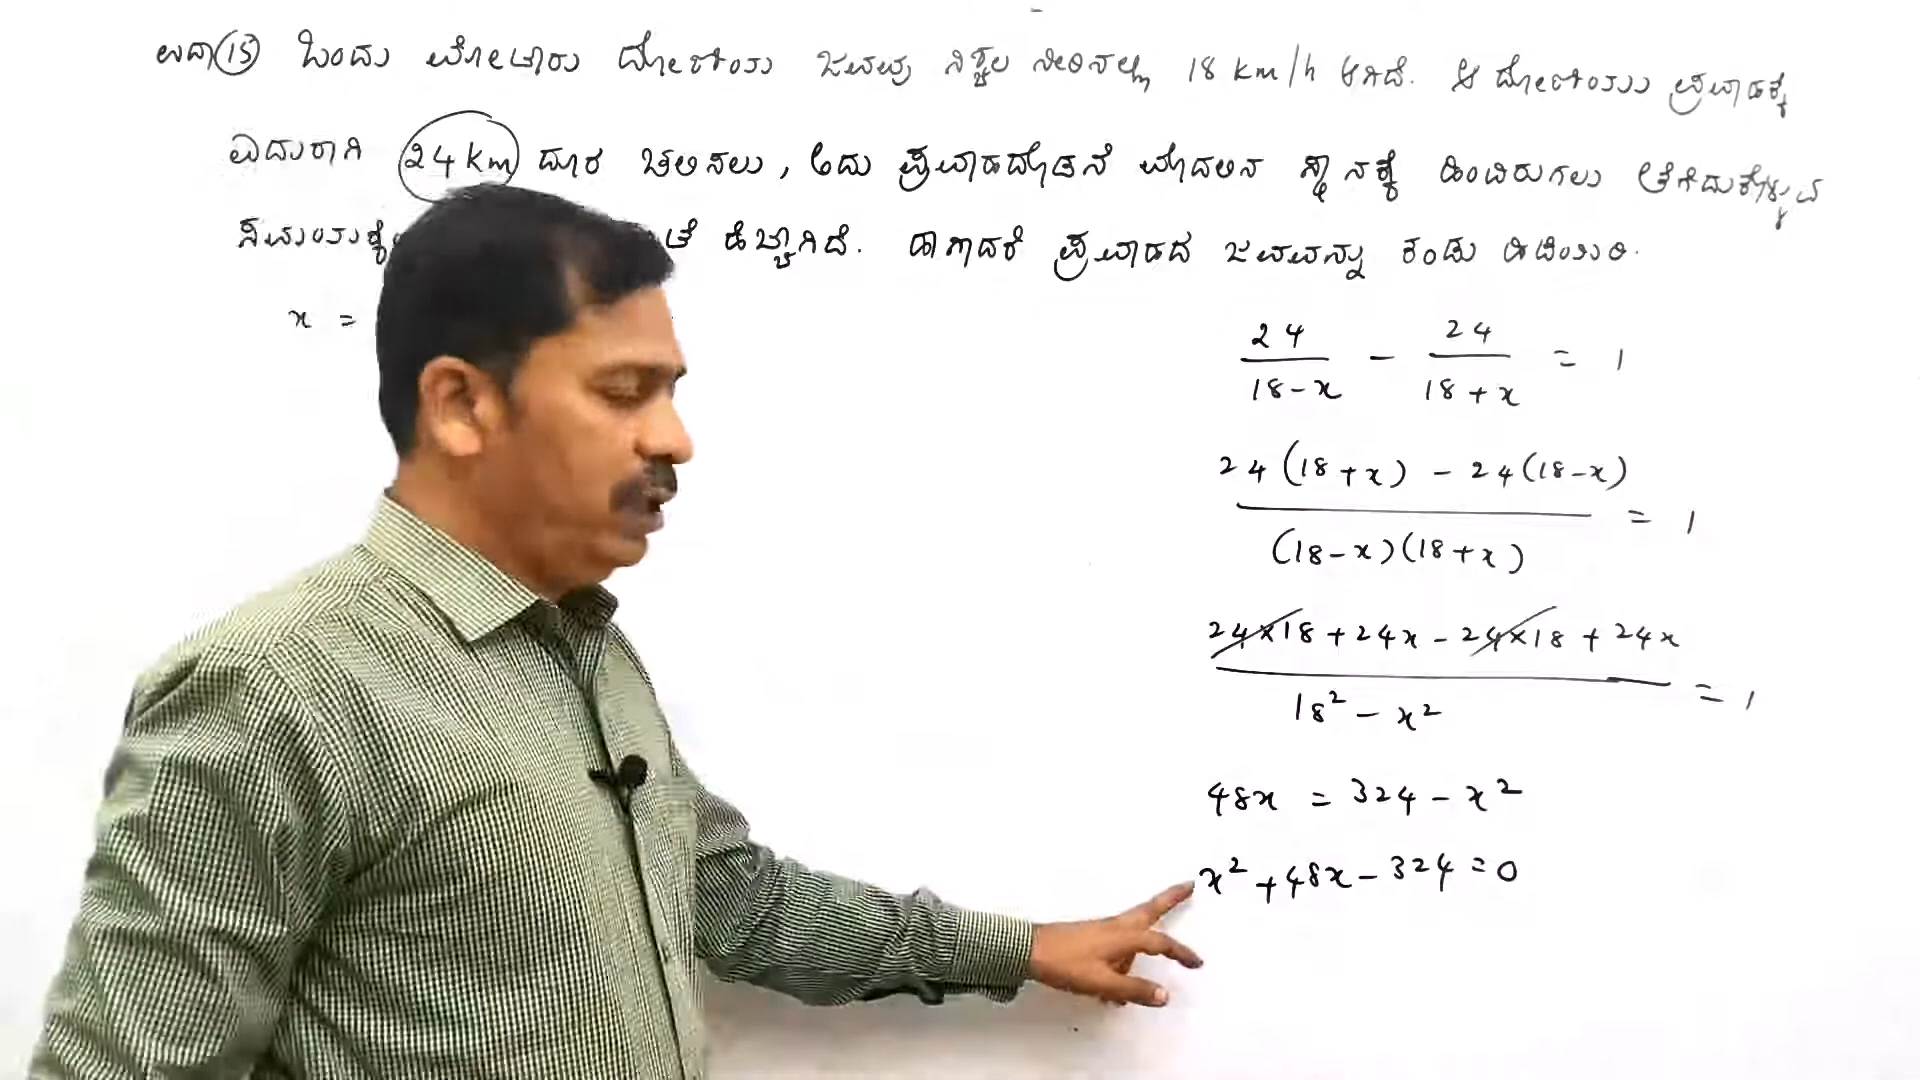 ಉದಾ (15) ಒಂದು ಮೋಟಾರು ದೋಣಿಯ ಜವವು ನಿಶ್ಚಲ ನೀರಿನಲ್ಲಿ 18 km/h ಆಗಿದೆ. ಆ ದೋಣಿಯು ಪ್ರವಾಹಕ್ಕೆ
ಎದುರಾಗಿ 24 km ದೂರ ಚಲಿಸಲು, ಅದು ಪ್ರವಾಹದೊಡನೆ ಮೊದಲಿನ ಸ್ಥಾನಕ್ಕೆ ಹಿಂದಿರುಗಲು ತೆಗೆದುಕೊಳ್ಳುವ
ಹೆಚ್ಚಾಗಿದೆ. ಹಾಗಾದರೆ ಪ್ರವಾಹದ ಜವವನ್ನು ಕಂಡು ಹಿಡಿಯಿರಿ.
x =
24/(18-x) - 24/(18+x) = 1
24(18+x) - 24(18-x) / (18-x)(18+x) = 1
24×18 + 24x - 24×18 + 24x / 18² - x² = 1
48x = 324 - x²
x² + 48x - 324 = 0